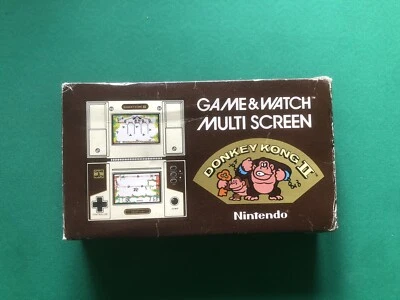 GAME&WATCH™
MULTI SCREEN
DONKEY KONG II
Nintendo